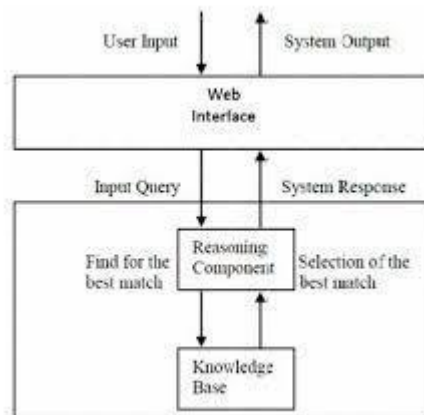 User Input
System Output
Web
Interface
Input Query
System Response
Find for the
best match
Reasoning
Component
Selection of the
best match
Knowledge
Base